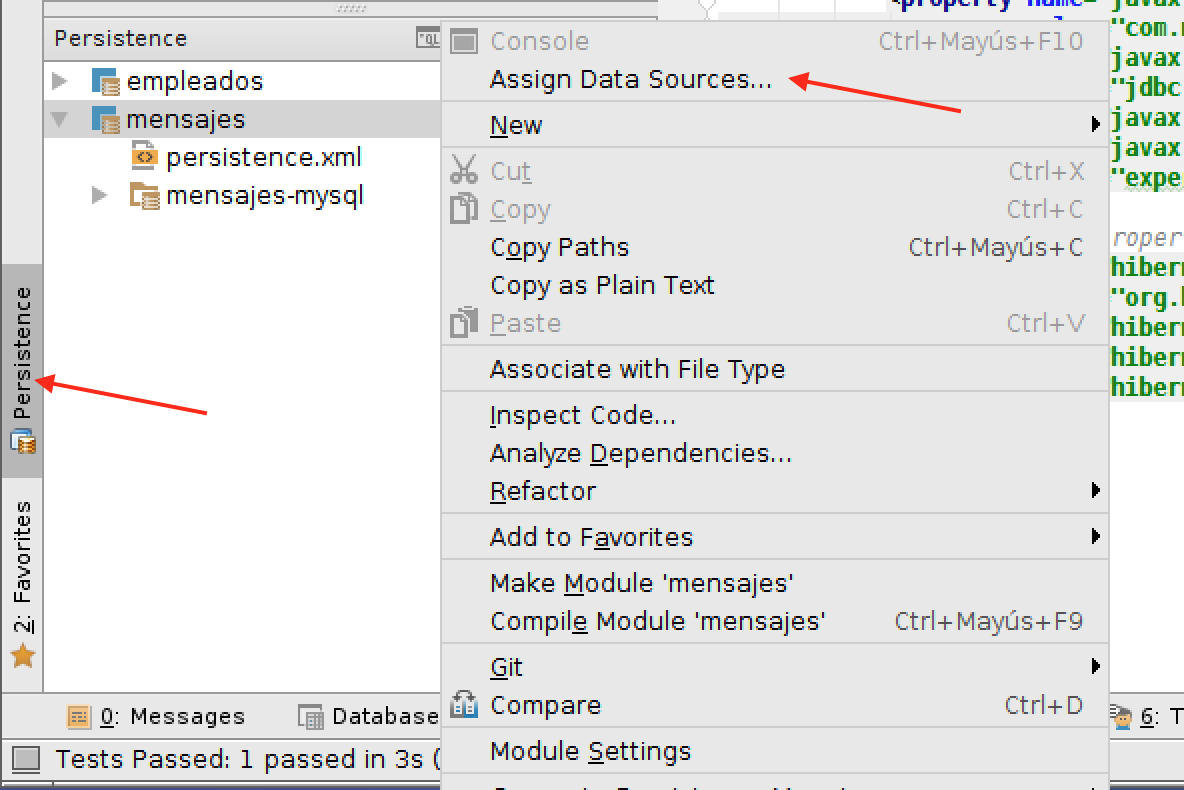 Persistence
empleados
mensajes
persistence.xml
mensajes-mysql
Persistence
2: Favorites
Console Ctrl+Mayús+F10
Assign Data Sources...
New
Cut Ctrl+X
Copy Ctrl+C
Copy Paths Ctrl+Mayús+C
Copy as Plain Text
Paste Ctrl+V
Associate with File Type
Inspect Code...
Analyze Dependencies...
Refactor
Add to Favorites
Make Module 'mensajes'
Compile Module 'mensajes' Ctrl+Mayús+F9
Git
Compare Ctrl+D
Module Settings
<property name=
"com.
javax
"jdbc
javax
javax
"expe
roper
hiber
"org.
hiber
hiber
hiber
0: Messages
Database
6: T
Tests Passed: 1 passed in 3s (